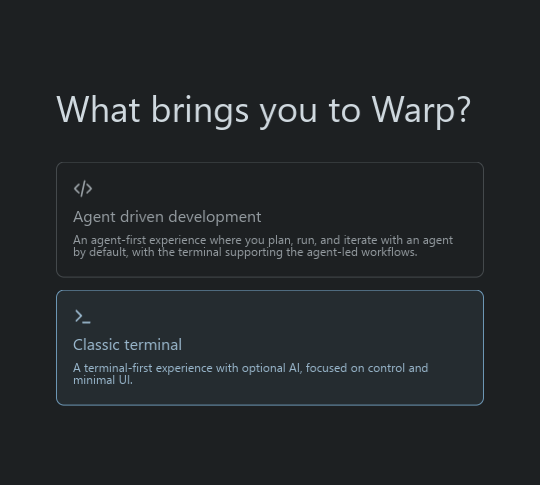 What brings you to Warp?
Agent driven development
An agent-first experience where you plan, run, and iterate with an agent
by default, with the terminal supporting the agent-led workflows.
Classic terminal
A terminal-first experience with optional AI, focused on control and
minimal UI.